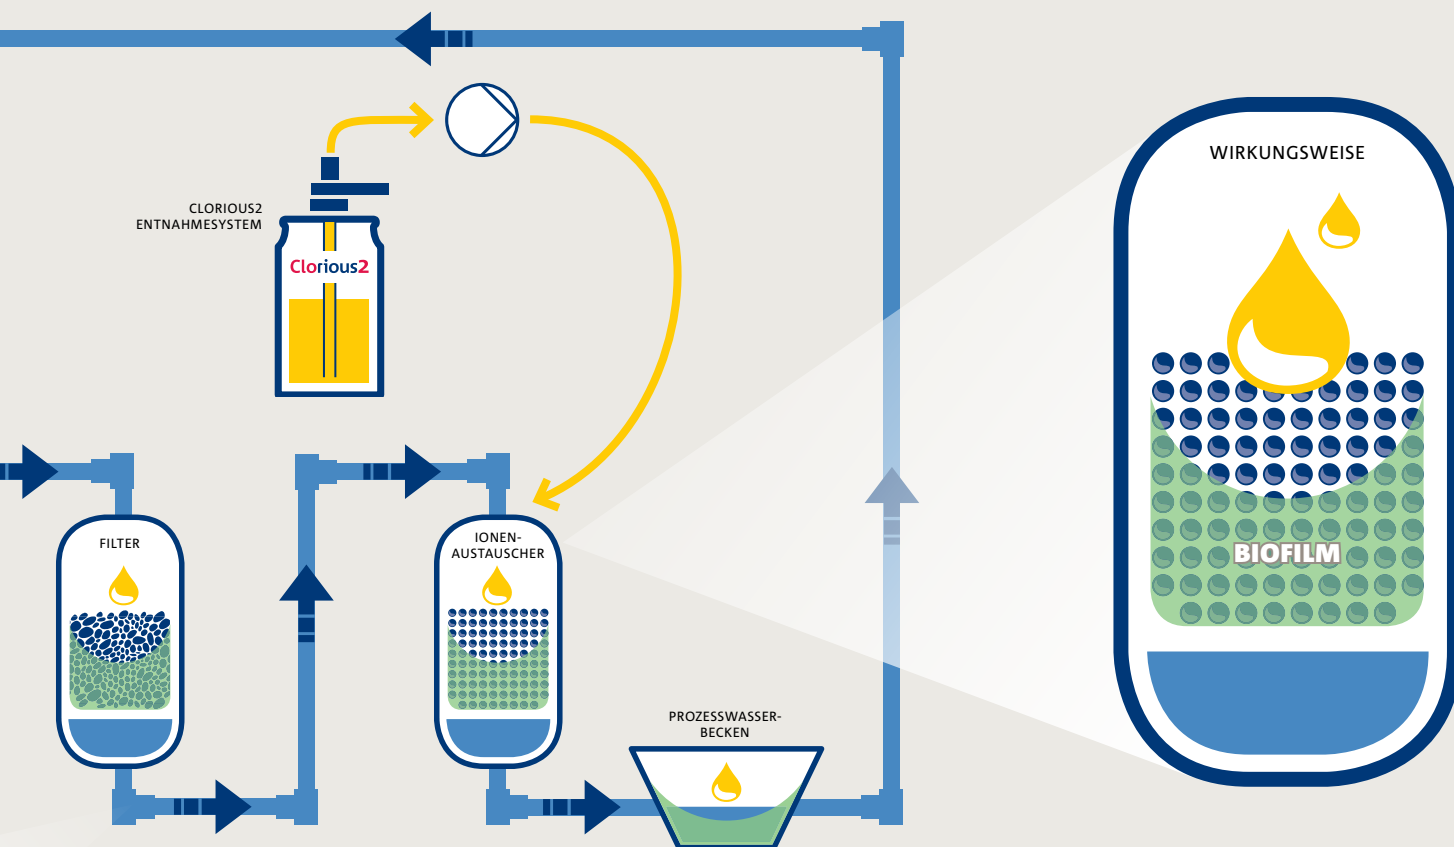 WIRKUNGSWEISE
CLORIOUS2
ENTNAHMESYSTEM
Clorious2
FILTER
IONEN-
AUSTAUSCHER
BIOFILM
PROZESSWASSER-
BECKEN